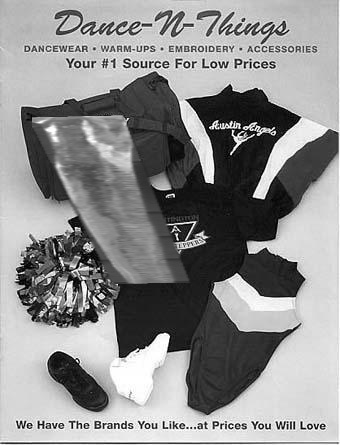 Dance-N-Things
DANCEWEAR • WARM-UPS • EMBROIDERY • ACCESSORIES
Your #1 Source For Low Prices
Austin Angels
We Have The Brands You Like...at Prices You Will Love